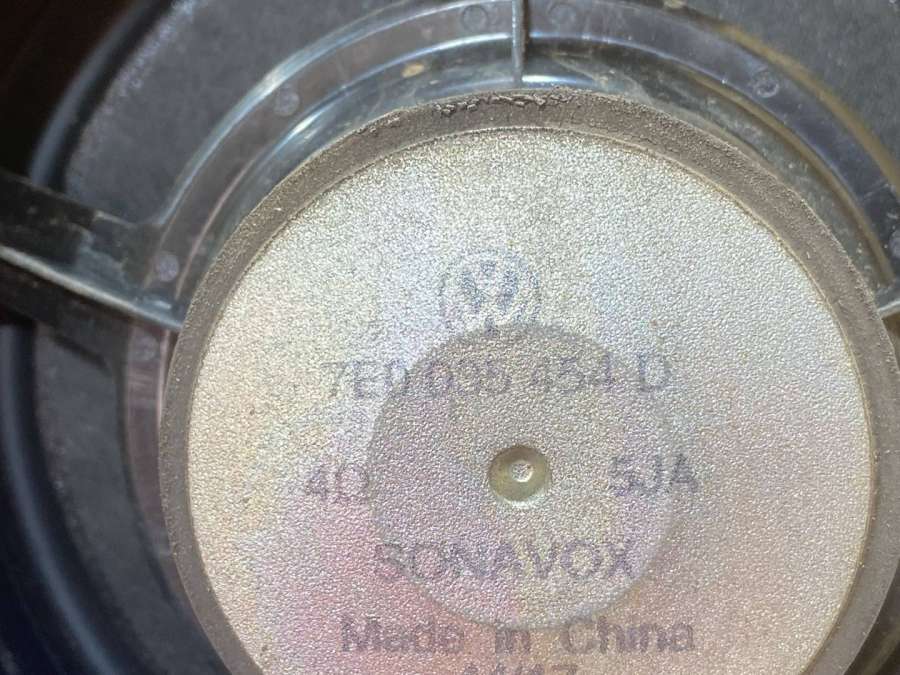 7E0 035 454 D
4Ω 5JA
SONAVOX
Made in China